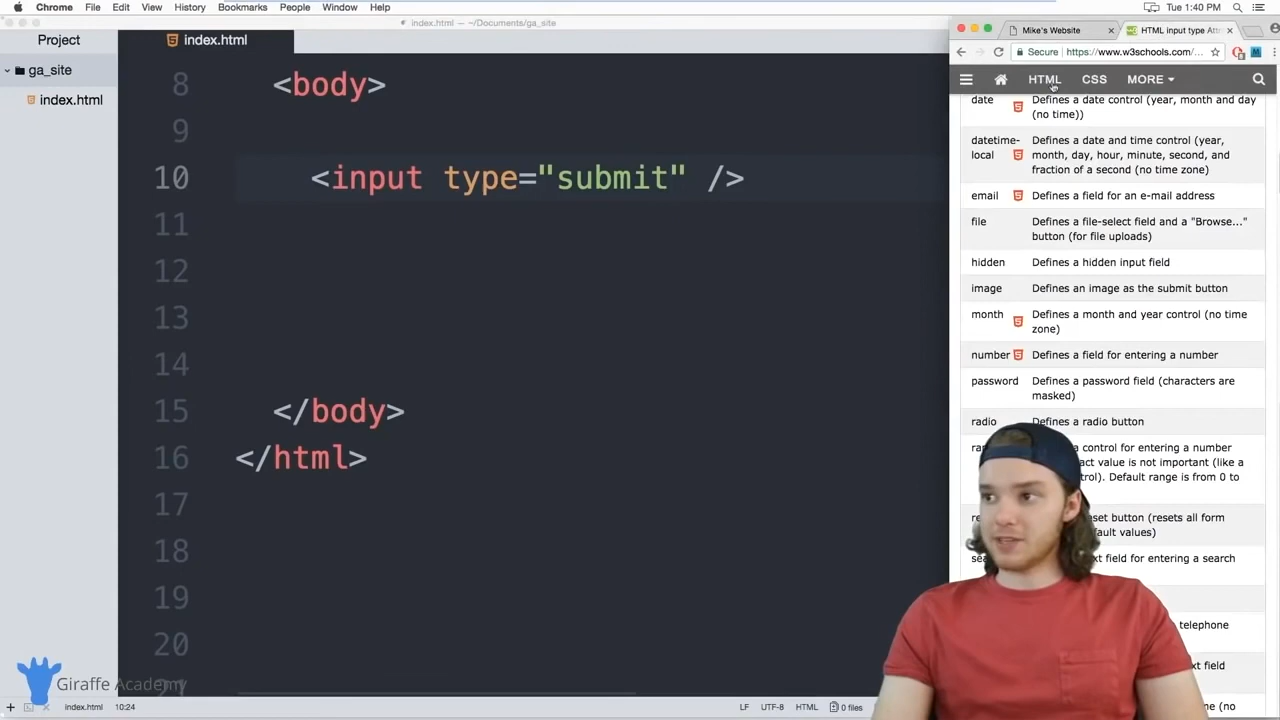 Chrome File Edit View History Bookmarks People Window Help
Tue 1:40 PM
index.html — ~/Documents/ga_site
Project
index.html
ga_site
index.html
8 <body>
9
10 <input type="submit" />
11
12
13
14
15 </body>
16 </html>
17
18
19
20
21
Giraffe Academy
index.html 10:24
LF UTF-8 HTML 0 files
Mike's Website
HTML input type Att
Secure https://www.w3schools.com/...
HTML CSS MORE
date Defines a date control (year, month and day
(no time))
datetime-
local
Defines a date and time control (year,
month, day, hour, minute, second, and
fraction of a second (no time zone)
email Defines a field for an e-mail address
file Defines a file-select field and a "Browse..."
button (for file uploads)
hidden Defines a hidden input field
image Defines an image as the submit button
month Defines a month and year control (no time
zone)
number Defines a field for entering a number
password Defines a password field (characters are
masked)
radio Defines a radio button
a control for entering a number
value is not important (like a
Default range is from 0 to
button (resets all form
values)
field for entering a search
telephone
field
(no